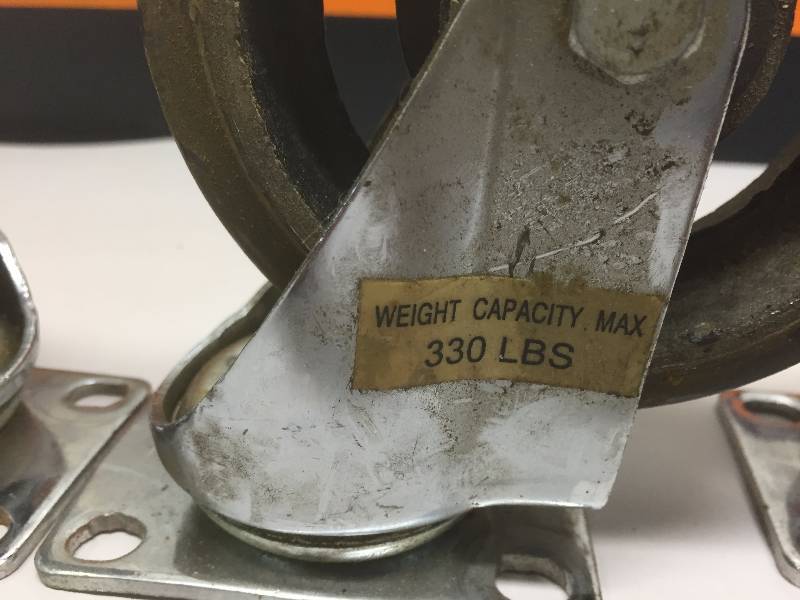 WEIGHT CAPACITY MAX
330 LBS